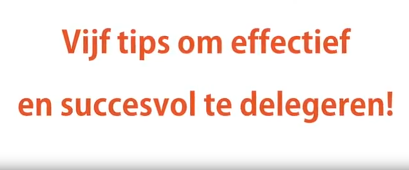 Vijf tips om effectief
en succesvol te delegeren!